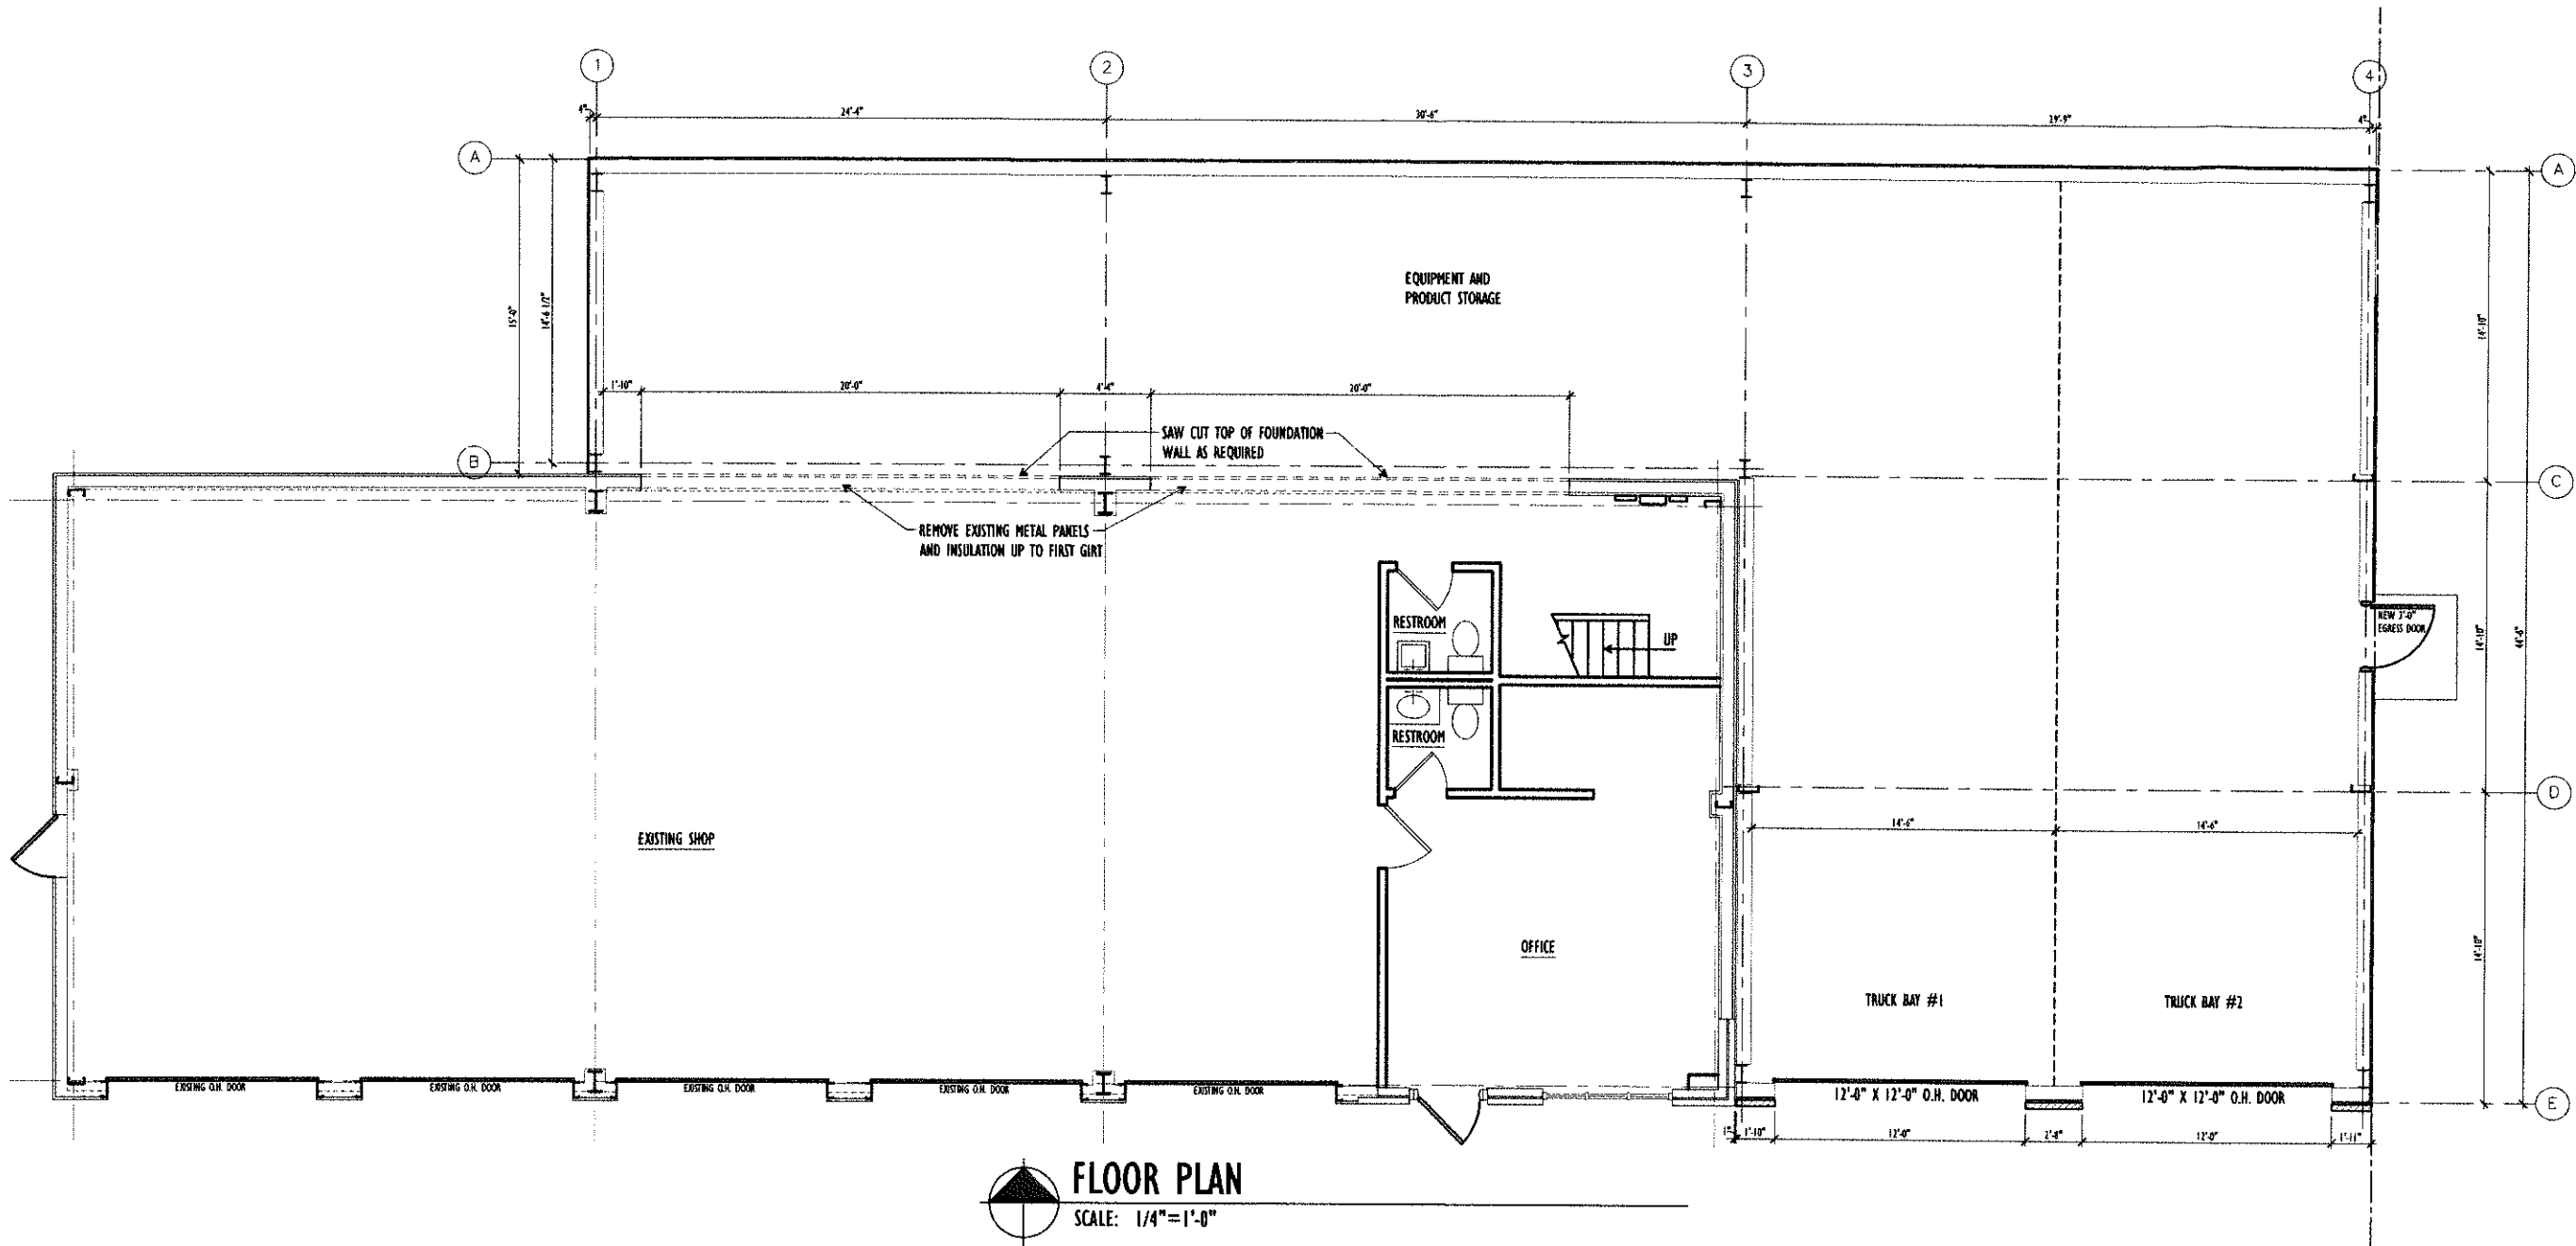 1
2
3
4
4"
24'-4"
30'-6"
29'-9"
4"
A
A
15'-0"
14'-6 1/2"
EQUIPMENT AND
PRODUCT STORAGE
14'-10"
1'-10"
20'-0"
4'-4"
20'-0"
SAW CUT TOP OF FOUNDATION
WALL AS REQUIRED
B
C
REMOVE EXISTING METAL PANELS
AND INSULATION UP TO FIRST GIRT
RESTROOM
UP
NEW 3'-0"
EGRESS DOOR
14'-10"
44'-6"
RESTROOM
D
14'-6"
14'-6"
EXISTING SHOP
OFFICE
14'-10"
TRUCK BAY #1
TRUCK BAY #2
EXISTING O.H. DOOR
EXISTING O.H. DOOR
EXISTING O.H. DOOR
EXISTING O.H. DOOR
EXISTING O.H. DOOR
12'-0" X 12'-0" O.H. DOOR
12'-0" X 12'-0" O.H. DOOR
E
1"
1'-10"
12'-0"
2'-8"
12'-0"
1'-11"
FLOOR PLAN
SCALE: 1/4"=1'-0"